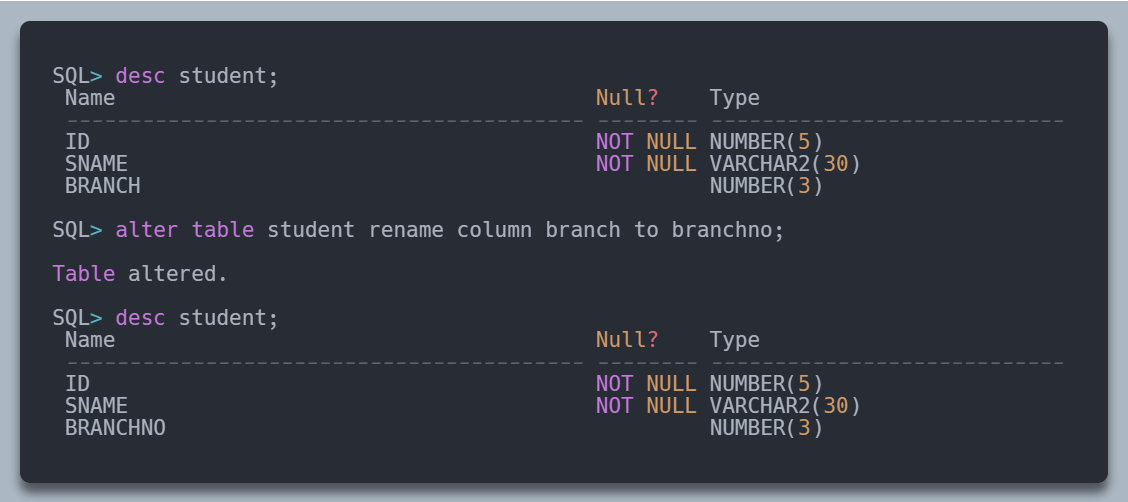 SQL> desc student;
 Name                                      Null?    Type
 ----------------------------------------- -------- ----------------------------
 ID                                        NOT NULL NUMBER(5)
 SNAME                                     NOT NULL VARCHAR2(30)
 BRANCH                                             NUMBER(3)
SQL> alter table student rename column branch to branchno;
Table altered.
SQL> desc student;
 Name                                      Null?    Type
 ----------------------------------------- -------- ----------------------------
 ID                                        NOT NULL NUMBER(5)
 SNAME                                     NOT NULL VARCHAR2(30)
 BRANCHNO                                           NUMBER(3)